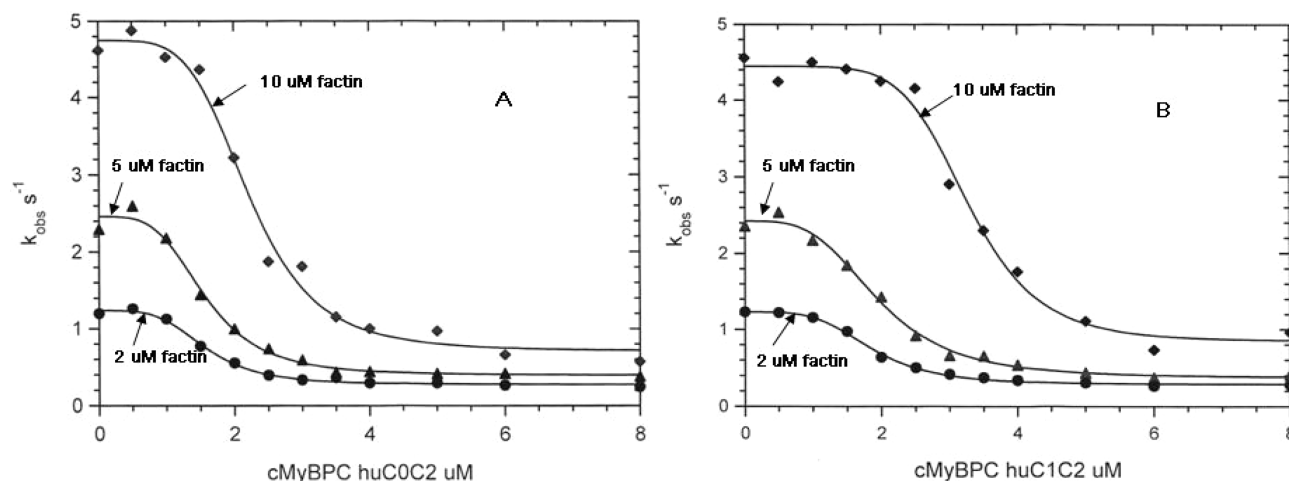 5
4
3
2
1
0
k_obs s^-1
10 uM factin
A
5 uM factin
2 uM factin
0 2 4 6 8
cMyBPC huC0C2 uM
5
4
3
2
1
0
k_obs s^-1
10 uM factin
B
5 uM factin
2 uM factin
0 2 4 6 8
cMyBPC huC1C2 uM